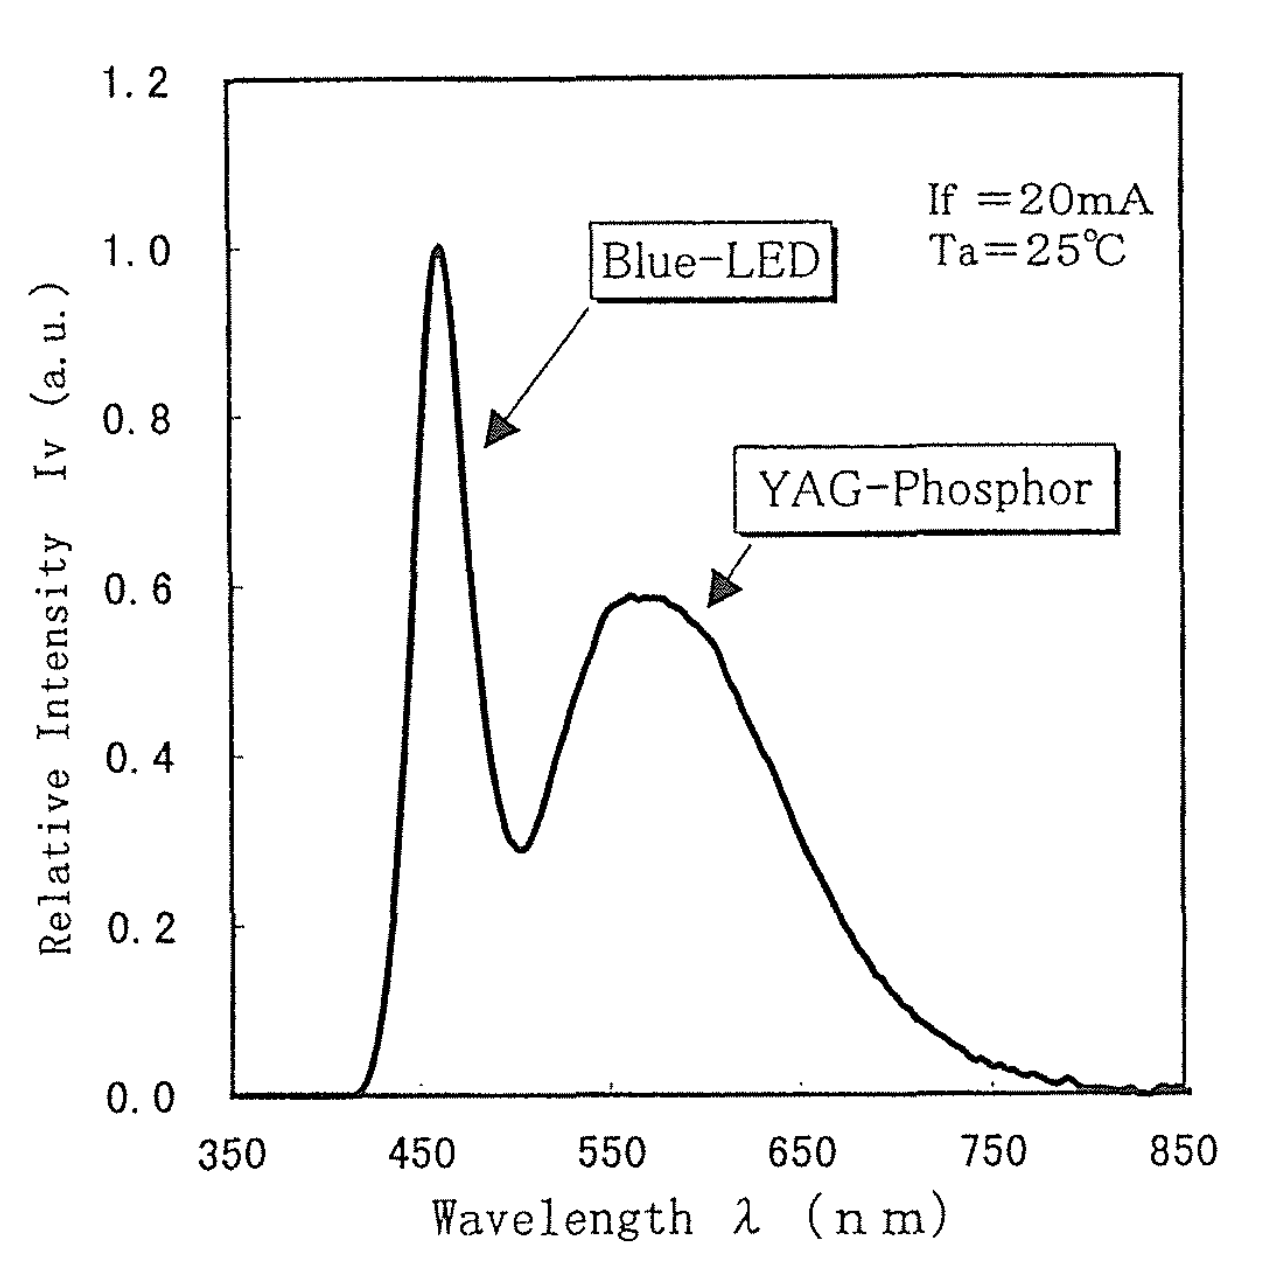 1.2
1.0
0.8
0.6
0.4
0.2
0.0
Relative Intensity Iv (a.u.)
If =20mA
Ta=25℃
Blue-LED
YAG-Phosphor
350 450 550 650 750 850
Wavelength λ (nm)